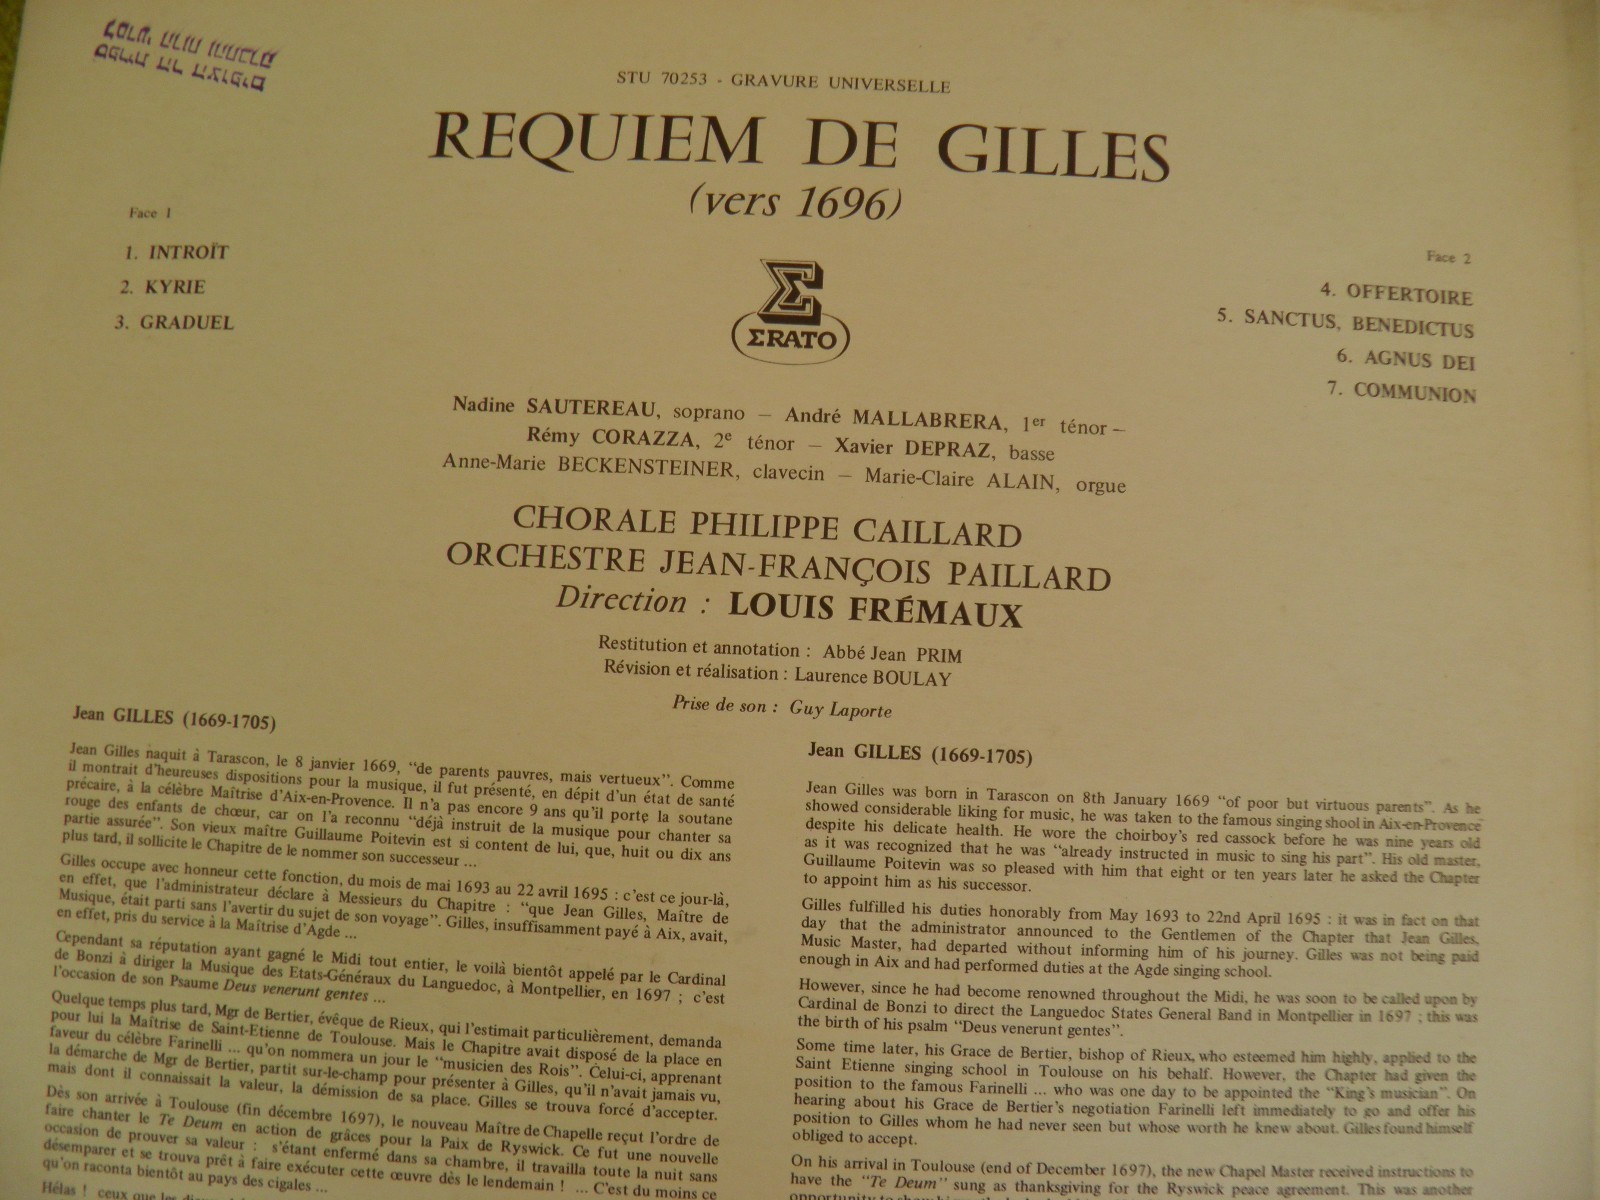 STU 70253 - GRAVURE UNIVERSELLE
REQUIEM DE GILLES
(vers 1696)
Face 1
1. INTROÏT
2. KYRIE
3. GRADUEL
Σ
ΣRATO
Face 2
4. OFFERTOIRE
5. SANCTUS, BENEDICTUS
6. AGNUS DEI
7. COMMUNION
Nadine SAUTEREAU, soprano – André MALLABRERA, 1er ténor –
Rémy CORAZZA, 2e ténor – Xavier DEPRAZ, basse
Anne-Marie BECKENSTEINER, clavecin – Marie-Claire ALAIN, orgue
CHORALE PHILIPPE CAILLARD
ORCHESTRE JEAN-FRANÇOIS PAILLARD
Direction : LOUIS FRÉMAUX
Restitution et annotation : Abbé Jean PRIM
Révision et réalisation : Laurence BOULAY
Prise de son : Guy Laporte
Jean GILLES (1669-1705)
Jean Gilles naquit à Tarascon, le 8 janvier 1669, “de parents pauvres, mais vertueux”. Comme
il montrait d’heureuses dispositions pour la musique, il fut présenté, en dépit d’un état de santé
précaire, à la célèbre Maîtrise d’Aix-en-Provence. Il n’a pas encore 9 ans qu’il porte la soutane
rouge des enfants de chœur, car on l’a reconnu “déjà instruit de la musique pour chanter sa
partie assurée”. Son vieux maître Guillaume Poitevin est si content de lui, que, huit ou dix ans
plus tard, il sollicite le Chapitre de le nommer son successeur ...
Gilles occupe avec honneur cette fonction, du mois de mai 1693 au 22 avril 1695 : c’est ce jour-là,
en effet, que l’administrateur déclare à Messieurs du Chapitre : “que Jean Gilles, Maître de
Musique, était parti sans l’avertir du sujet de son voyage”. Gilles, insuffisamment payé à Aix, avait,
en effet, pris du service à la Maîtrise d’Agde ...
Cependant sa réputation ayant gagné le Midi tout entier, le voilà bientôt appelé par le Cardinal
de Bonzi à diriger la Musique des Etats-Généraux du Languedoc, à Montpellier, en 1697 ; c’est
l’occasion de son Psaume Deus venerunt gentes ...
Quelque temps plus tard, Mgr de Bertier, évêque de Rieux, qui l’estimait particulièrement, demanda
pour lui la Maîtrise de Saint-Etienne de Toulouse. Mais le Chapitre avait disposé de la place en
faveur du célèbre Farinelli ... qu’on nommera un jour le “musicien des Rois”. Celui-ci, apprenant
la démarche de Mgr de Bertier, partit sur-le-champ pour présenter à Gilles, qu’il n’avait jamais vu,
mais dont il connaissait la valeur, la démission de sa place. Gilles se trouva forcé d’accepter.
Dès son arrivée à Toulouse (fin décembre 1697), le nouveau Maître de Chapelle reçut l’ordre de
faire chanter le Te Deum en action de grâces pour la Paix de Ryswick. Ce fut une nouvelle
occasion de prouver sa valeur : s’étant enfermé dans sa chambre, il travailla toute la nuit sans
désemparer et se trouva prêt à faire exécuter cette œuvre dès le lendemain ! ... C’est du moins ce
qu’on raconta bientôt au pays des cigales ...
Hélas ! ceux que les
Jean GILLES (1669-1705)
Jean Gilles was born in Tarascon on 8th January 1669 “of poor but virtuous parents”. As he
showed considerable liking for music, he was taken to the famous singing shool in Aix-en-Provence
despite his delicate health. He wore the choirboy’s red cassock before he was nine years old
as it was recognized that he was “already instructed in music to sing his part”. His old master,
Guillaume Poitevin was so pleased with him that eight or ten years later he asked the Chapter
to appoint him as his successor.
Gilles fulfilled his duties honorably from May 1693 to 22nd April 1695 : it was in fact on that
day that the administrator announced to the Gentlemen of the Chapter that Jean Gilles,
Music Master, had departed without informing him of his journey. Gilles was not being paid
enough in Aix and had performed duties at the Agde singing school.
However, since he had become renowned throughout the Midi, he was soon to be called upon by
Cardinal de Bonzi to direct the Languedoc States General Band in Montpellier in 1697 ; this was
the birth of his psalm “Deus venerunt gentes”.
Some time later, his Grace de Bertier, bishop of Rieux, who esteemed him highly, applied to the
Saint Etienne singing school in Toulouse on his behalf. However, the Chapter had given the
position to the famous Farinelli ... who was one day to be appointed the “King’s musician”. On
hearing about his Grace de Bertier’s negotiation Farinelli left immediately to go and offer his
position to Gilles whom he had never seen but whose worth he knew about. Gilles found himself
obliged to accept.
On his arrival in Toulouse (end of December 1697), the new Chapel Master received instructions to
have the “Te Deum” sung as thanksgiving for the Ryswick peace agreement. This was another